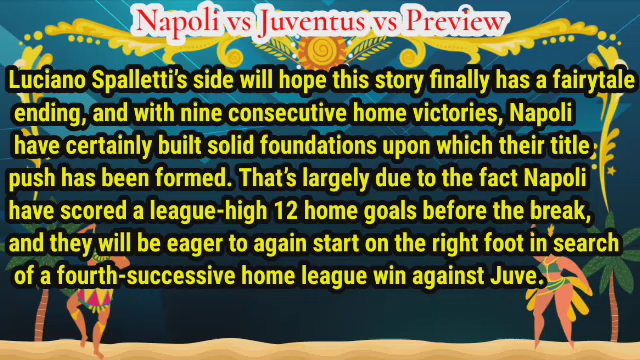 Napoli vs Juventus vs Preview
Luciano Spalletti’s side will hope this story finally has a fairytale
ending, and with nine consecutive home victories, Napoli
have certainly built solid foundations upon which their title
push has been formed. That’s largely due to the fact Napoli
have scored a league-high 12 home goals before the break,
and they will be eager to again start on the right foot in search
of a fourth-successive home league win against Juve.